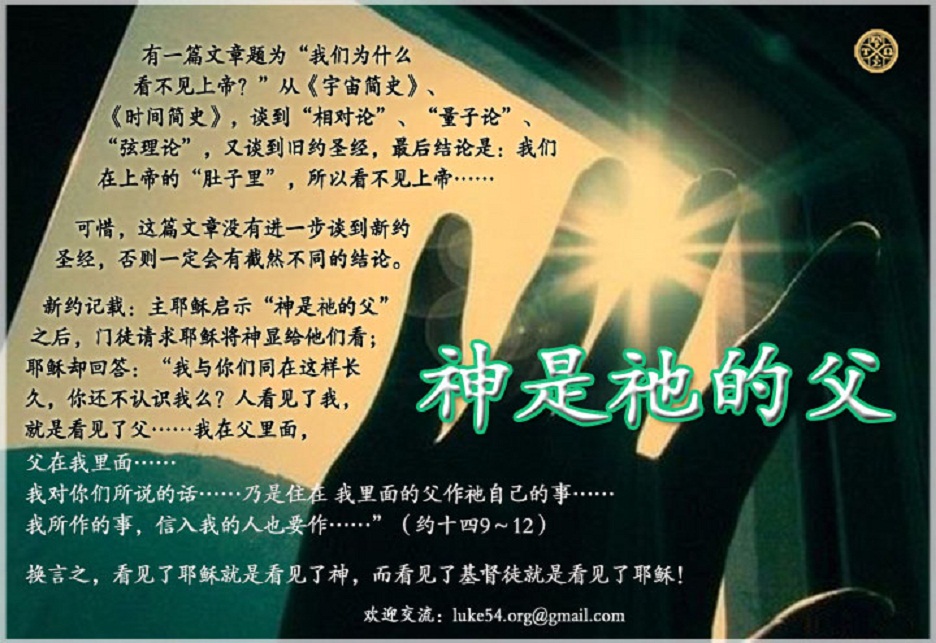 有一篇文章题为“我们为什么
看不见上帝？”从《宇宙简史》、
《时间简史》，谈到“相对论”、“量子论”、
“弦理论”，又谈到旧约圣经，最后结论是：我们
在上帝的“肚子里”，所以看不见上帝……
可惜，这篇文章没有进一步谈到新约
圣经，否则一定会有截然不同的结论。
新约记载：主耶稣启示“神是祂的父”
之后，门徒请求耶稣将神显给他们看；
耶稣却回答：“我与你们同在这样长
久，你还不认识我么？人看见了我，
就是看见了父……我在父里面，
父在我里面……
我对你们所说的话……乃是住在 我里面的父作祂自己的事……
我所作的事，信入我的人也要作……”（约十四9～12）
换言之，看见了耶稣就是看见了神，而看见了基督徒就是看见了耶稣！
神是祂的父
欢迎交流：luke54.org@gmail.com